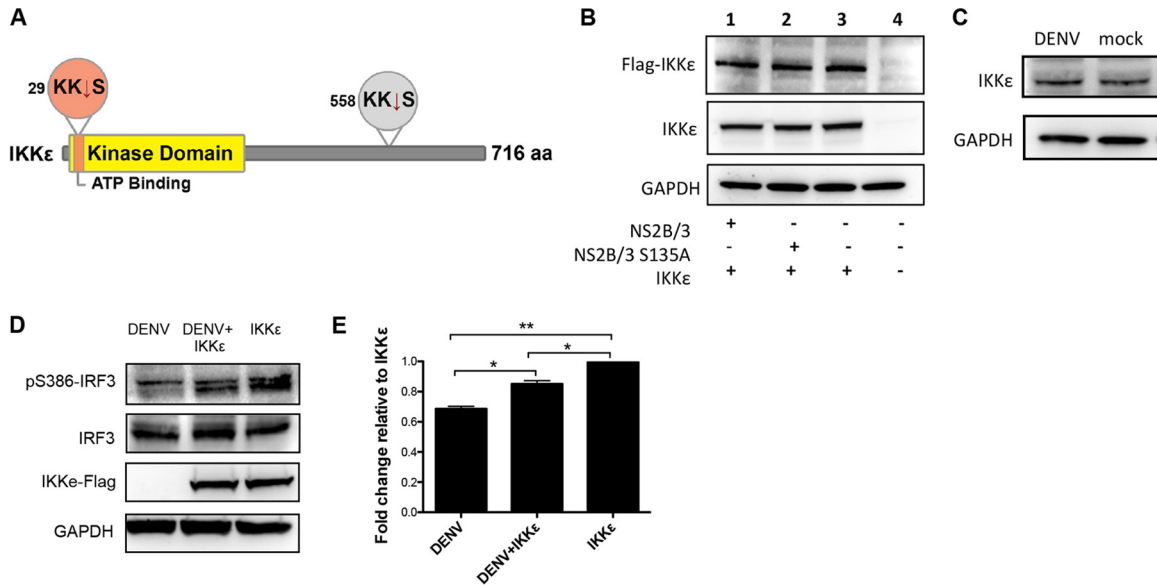 A
29
KK↓S
558
KK↓S
IKKε
Kinase Domain
716 aa
ATP Binding
B
1 2 3 4
Flag-IKKε
IKKε
GAPDH
NS2B/3 + - - -
NS2B/3 S135A - + - -
IKKε + + + -
C
DENV mock
IKKε
GAPDH
D
DENV DENV+ IKKε
IKKε
pS386-IRF3
IRF3
IKKe-Flag
GAPDH
E
**
*
*
Fold change relative to IKKε
1.0
0.8
0.6
0.4
0.2
0.0
DENV
DENV+IKKε
IKKε